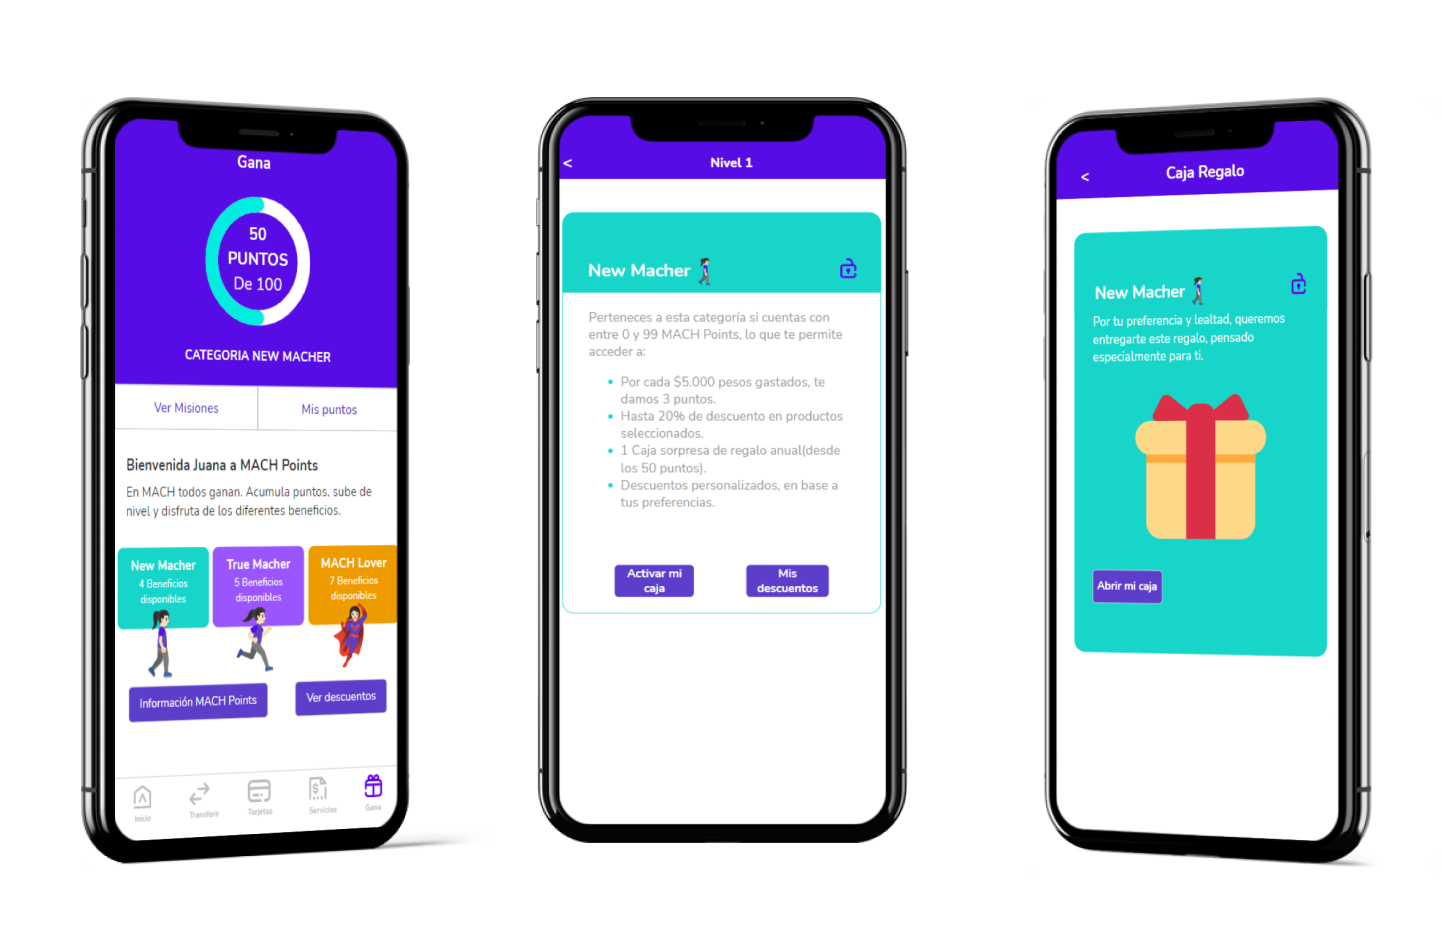 Gana
50
PUNTOS
De 100
CATEGORIA NEW MACHER
Ver Misiones
Mis puntos
Bienvenida Juana a MACH Points
En MACH todos ganan. Acumula puntos, sube de
nivel y disfruta de los diferentes beneficios.
New Macher
4 Beneficios
disponibles
True Macher
5 Beneficios
disponibles
MACH Lover
7 Beneficios
disponibles
Información MACH Points
Ver descuentos
Inicio
Transferir
Tarjetas
Servicios
Gana
<
Nivel 1
New Macher
Perteneces a esta categoría si cuentas con
entre 0 y 99 MACH Points, lo que te permite
acceder a:
• Por cada $5.000 pesos gastados, te
damos 3 puntos.
• Hasta 20% de descuento en productos
seleccionados.
• 1 Caja sorpresa de regalo anual(desde
los 50 puntos).
• Descuentos personalizados, en base a
tus preferencias.
Activar mi
caja
Mis
descuentos
<
Caja Regalo
New Macher
Por tu preferencia y lealtad, queremos
entregarte este regalo, pensado
especialmente para ti.
Abrir mi caja